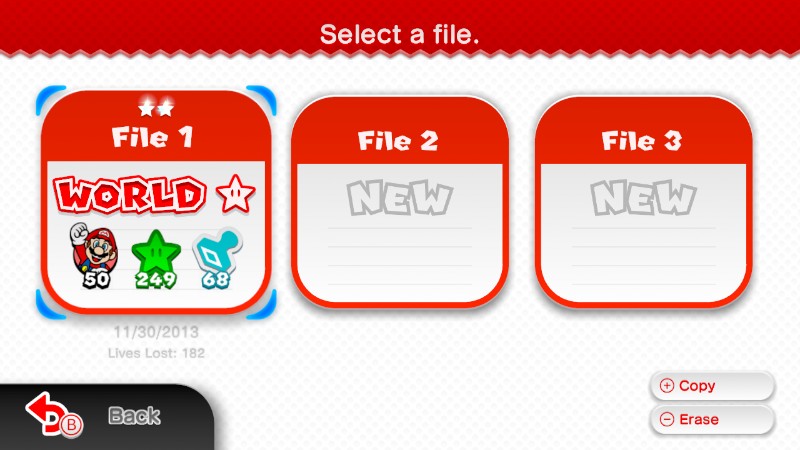 Select a file.
File 1
File 2
File 3
WORLD
NEW
NEW
50
249
68
11/30/2013
Lives Lost: 182
Copy
Erase
B
Back